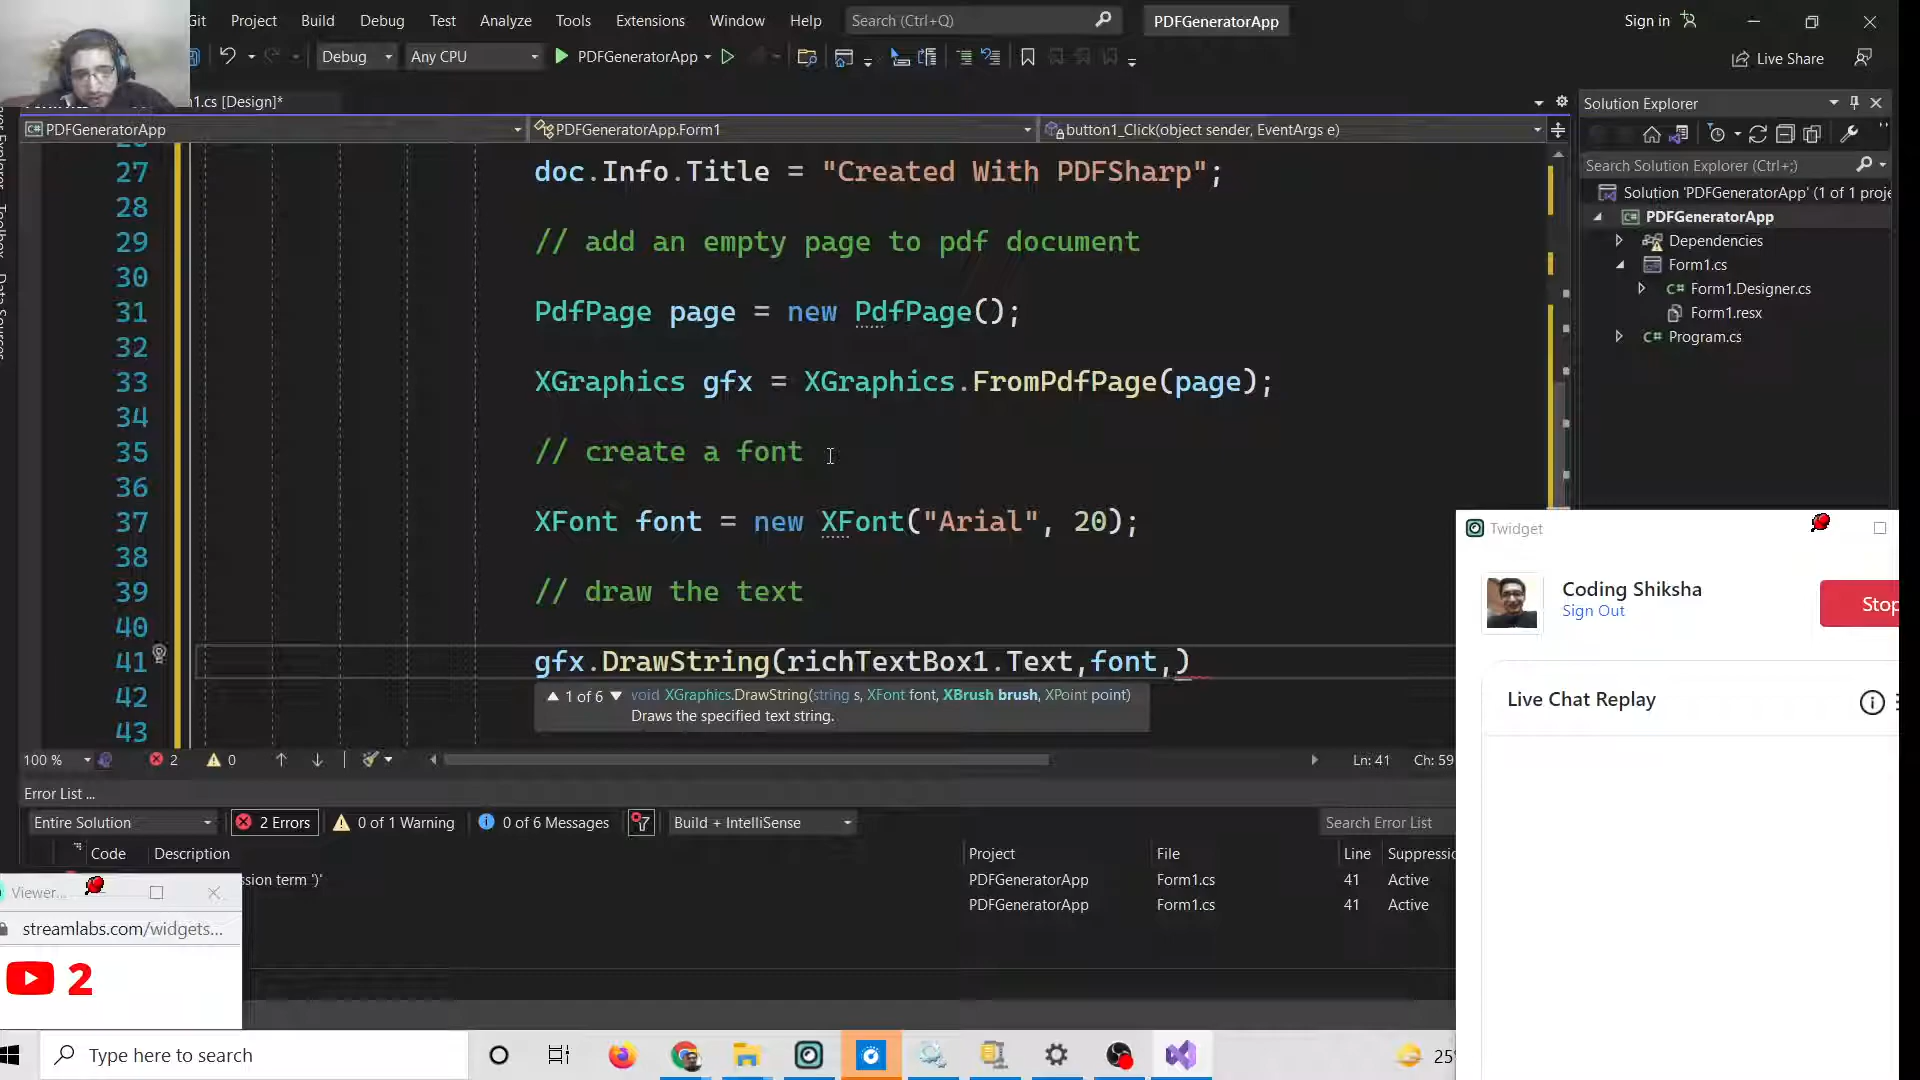 Git Project Build Debug Test Analyze Tools Extensions Window Help Search (Ctrl+Q) PDFGeneratorApp Sign in
Debug Any CPU PDFGeneratorApp Live Share
n1.cs [Design]*
PDFGeneratorApp PDFGeneratorApp.Form1 button1_Click(object sender, EventArgs e)
27 doc.Info.Title = "Created With PDFSharp";
28
29 // add an empty page to pdf document
30
31 PdfPage page = new PdfPage();
32
33 XGraphics gfx = XGraphics.FromPdfPage(page);
34
35 // create a font
36
37 XFont font = new XFont("Arial", 20);
38
39 // draw the text
40
41 gfx.DrawString(richTextBox1.Text,font,)
42
43
1 of 6 void XGraphics.DrawString(string s, XFont font, XBrush brush, XPoint point)
Draws the specified text string.
100 % 2 0 Ln: 41 Ch: 59
Solution Explorer
Search Solution Explorer (Ctrl+;)
Solution 'PDFGeneratorApp' (1 of 1 proje
PDFGeneratorApp
Dependencies
Form1.cs
C# Form1.Designer.cs
Form1.resx
C# Program.cs
Error List ...
Entire Solution 2 Errors 0 of 1 Warning 0 of 6 Messages Build + IntelliSense Search Error List
Code Description Project File Line Suppressio
sion term ')' PDFGeneratorApp Form1.cs 41 Active
PDFGeneratorApp Form1.cs 41 Active
Twidget
Coding Shiksha
Sign Out
Stop
Live Chat Replay
Viewer...
streamlabs.com/widgets...
2
Type here to search
25